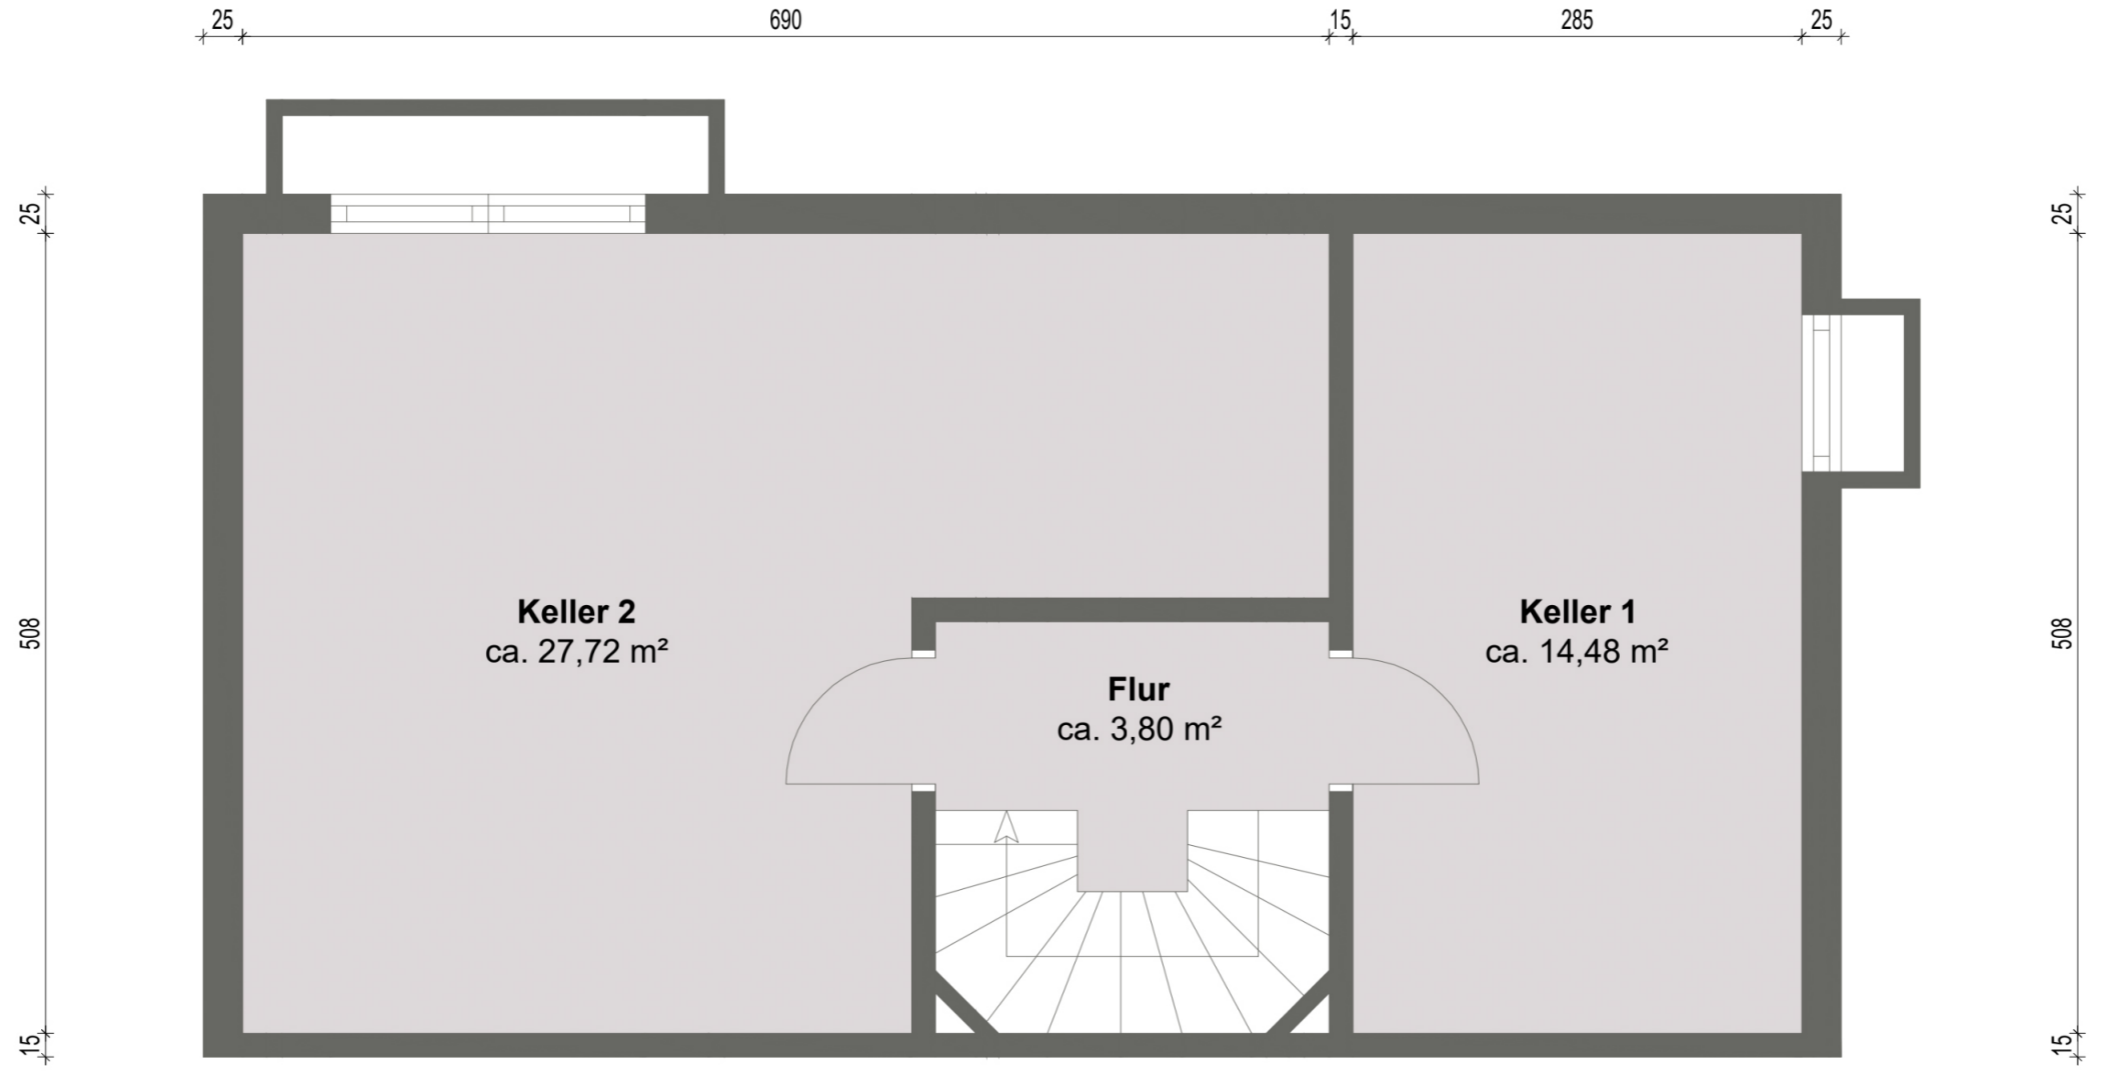 25 690 15 285 25
25
25
Keller 2
ca. 27,72 m²
Keller 1
ca. 14,48 m²
508
508
Flur
ca. 3,80 m²
15
15